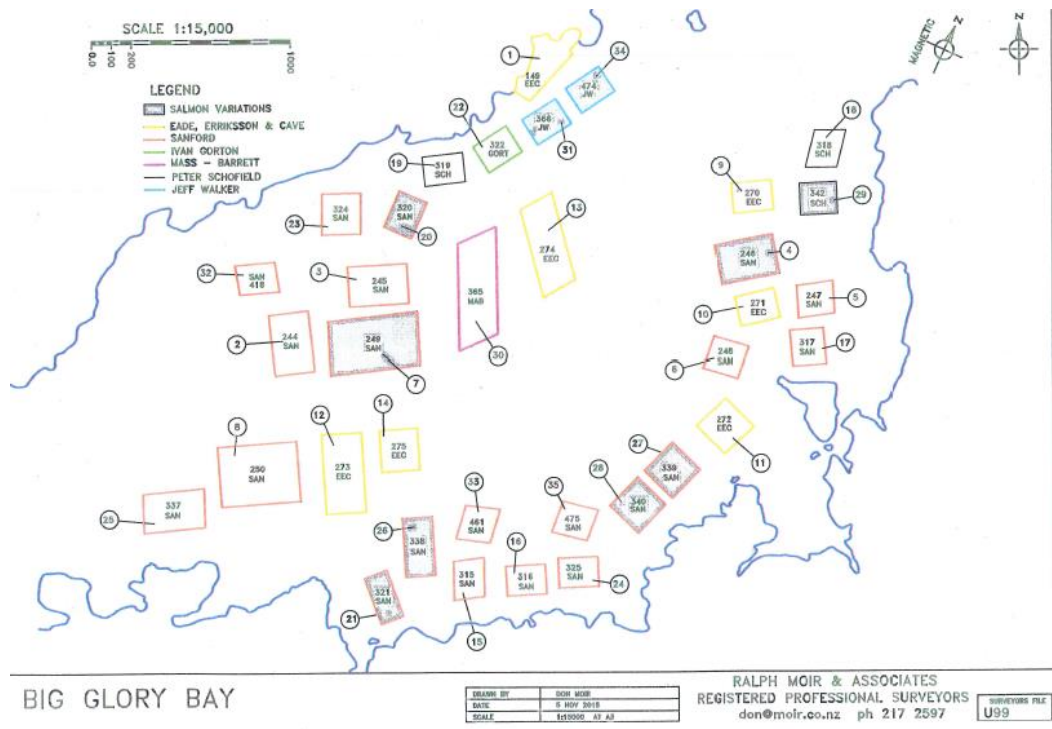 SCALE 1:15,000
0.0
-100
-200
1000
LEGEND
SALMON VARIATIONS
EADE, ERRIKSSON & CAVE
SANFORD
IVAN GORTON
MASS - BARRETT
PETER SCHOFIELD
JEFF WALKER
MAGNETIC
N
1
149
EEC
34
474
JW
22
322
GORT
31
19
319
SCH
18
318
SCH
9
270
EEC
342
SCH
29
23
324
SAN
320
SAN
20
13
274
EEC
4
SAN
32
SAN
3
245
SAN
365
MAB
30
10
271
EEC
247
SAN
5
2
244
SAN
249
SAN
7
SAN
317
SAN
17
8
250
SAN
12
273
EEC
14
275
EEC
272
EEC
11
27
339
SAN
28
340
SAN
25
337
SAN
26
338
SAN
33
461
SAN
35
475
SAN
21
321
SAN
315
SAN
15
16
316
SAN
325
SAN
24
BIG GLORY BAY
DRAWN BY DON MOIR
DATE 5 NOV 2015
SCALE 1:15000 AT A3
RALPH MOIR & ASSOCIATES
REGISTERED PROFESSIONAL SURVEYORS
don@moir.co.nz ph 217 2597
SURVEYORS FILE
U99